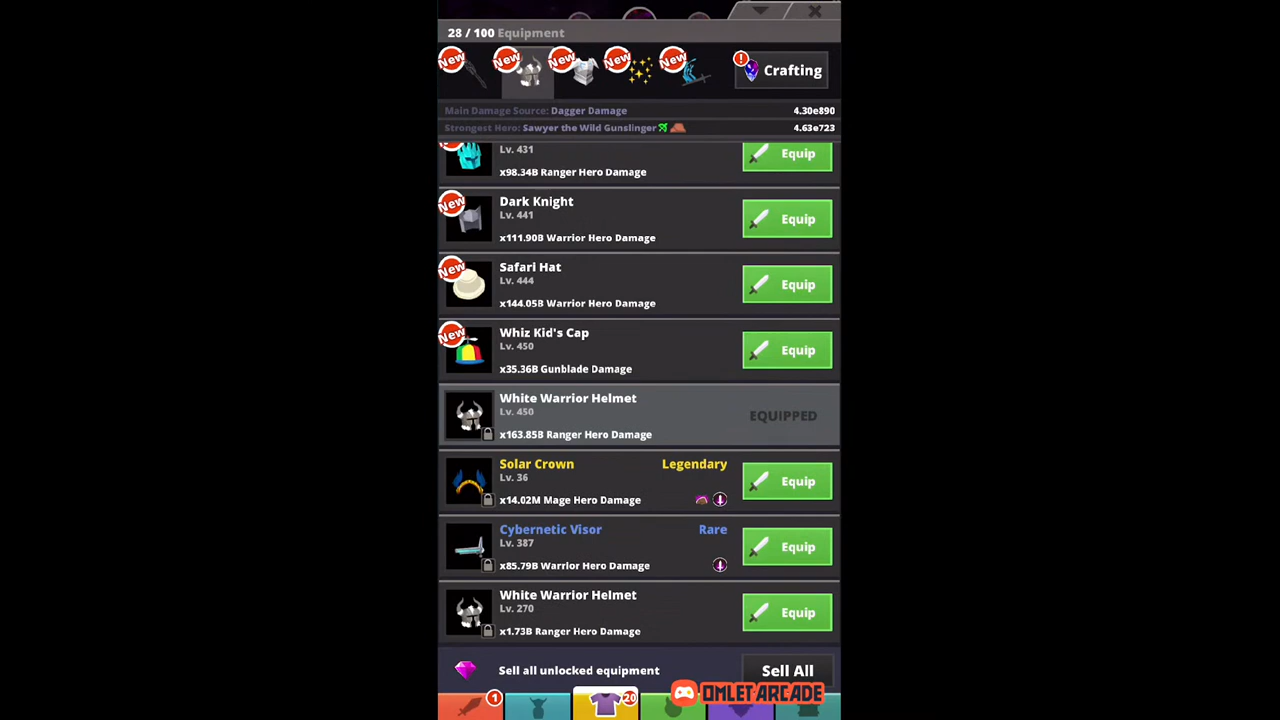 28 / 100 Equipment
New
New
New
New
New
Crafting
Main Damage Source: Dagger Damage 4.30e890
Strongest Hero: Sawyer the Wild Gunslinger 4.63e723
Lv. 431
x98.34B Ranger Hero Damage
Equip
New
Dark Knight
Lv. 441
x111.90B Warrior Hero Damage
Equip
New
Safari Hat
Lv. 444
x144.05B Warrior Hero Damage
Equip
New
Whiz Kid's Cap
Lv. 450
x35.36B Gunblade Damage
Equip
White Warrior Helmet
Lv. 450
x163.85B Ranger Hero Damage
EQUIPPED
Solar Crown Legendary
Lv. 36
x14.02M Mage Hero Damage
Equip
Cybernetic Visor Rare
Lv. 387
x85.79B Warrior Hero Damage
Equip
White Warrior Helmet
Lv. 270
x1.73B Ranger Hero Damage
Equip
Sell all unlocked equipment
Sell All
1
20
OMLET ARCADE